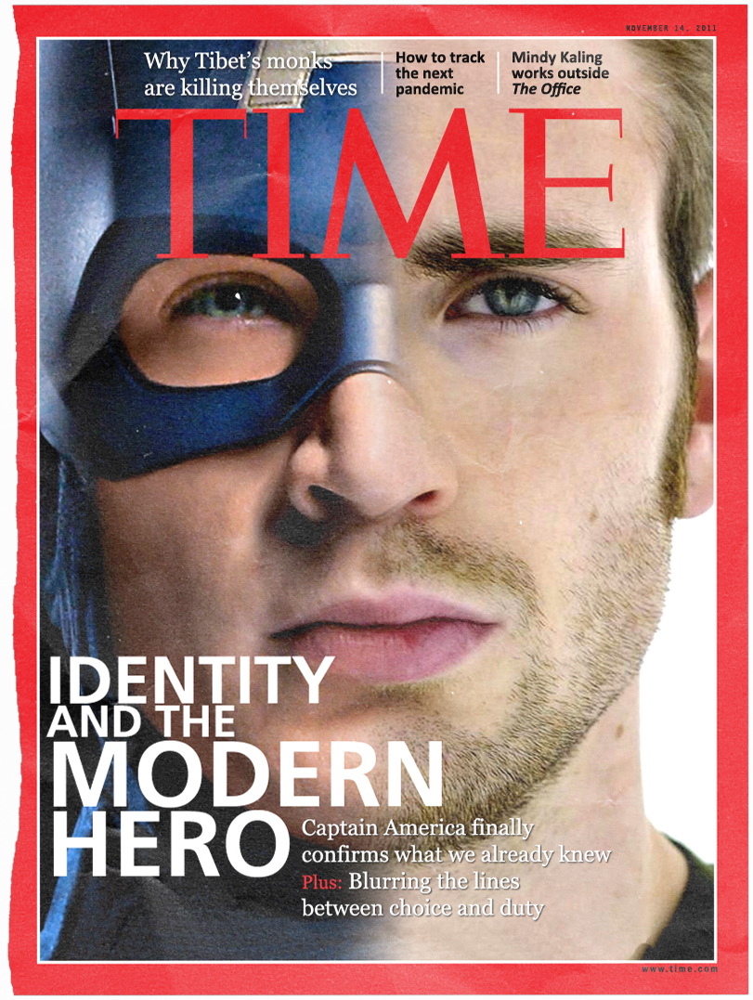 NOVEMBER 14, 2011
Why Tibet's monks
are killing themselves
How to track
the next
pandemic
Mindy Kaling
works outside
The Office
TIME
IDENTITY
AND THE
MODERN
HERO
Captain America finally
confirms what we already knew
Plus: Blurring the lines
between choice and duty
www.time.com